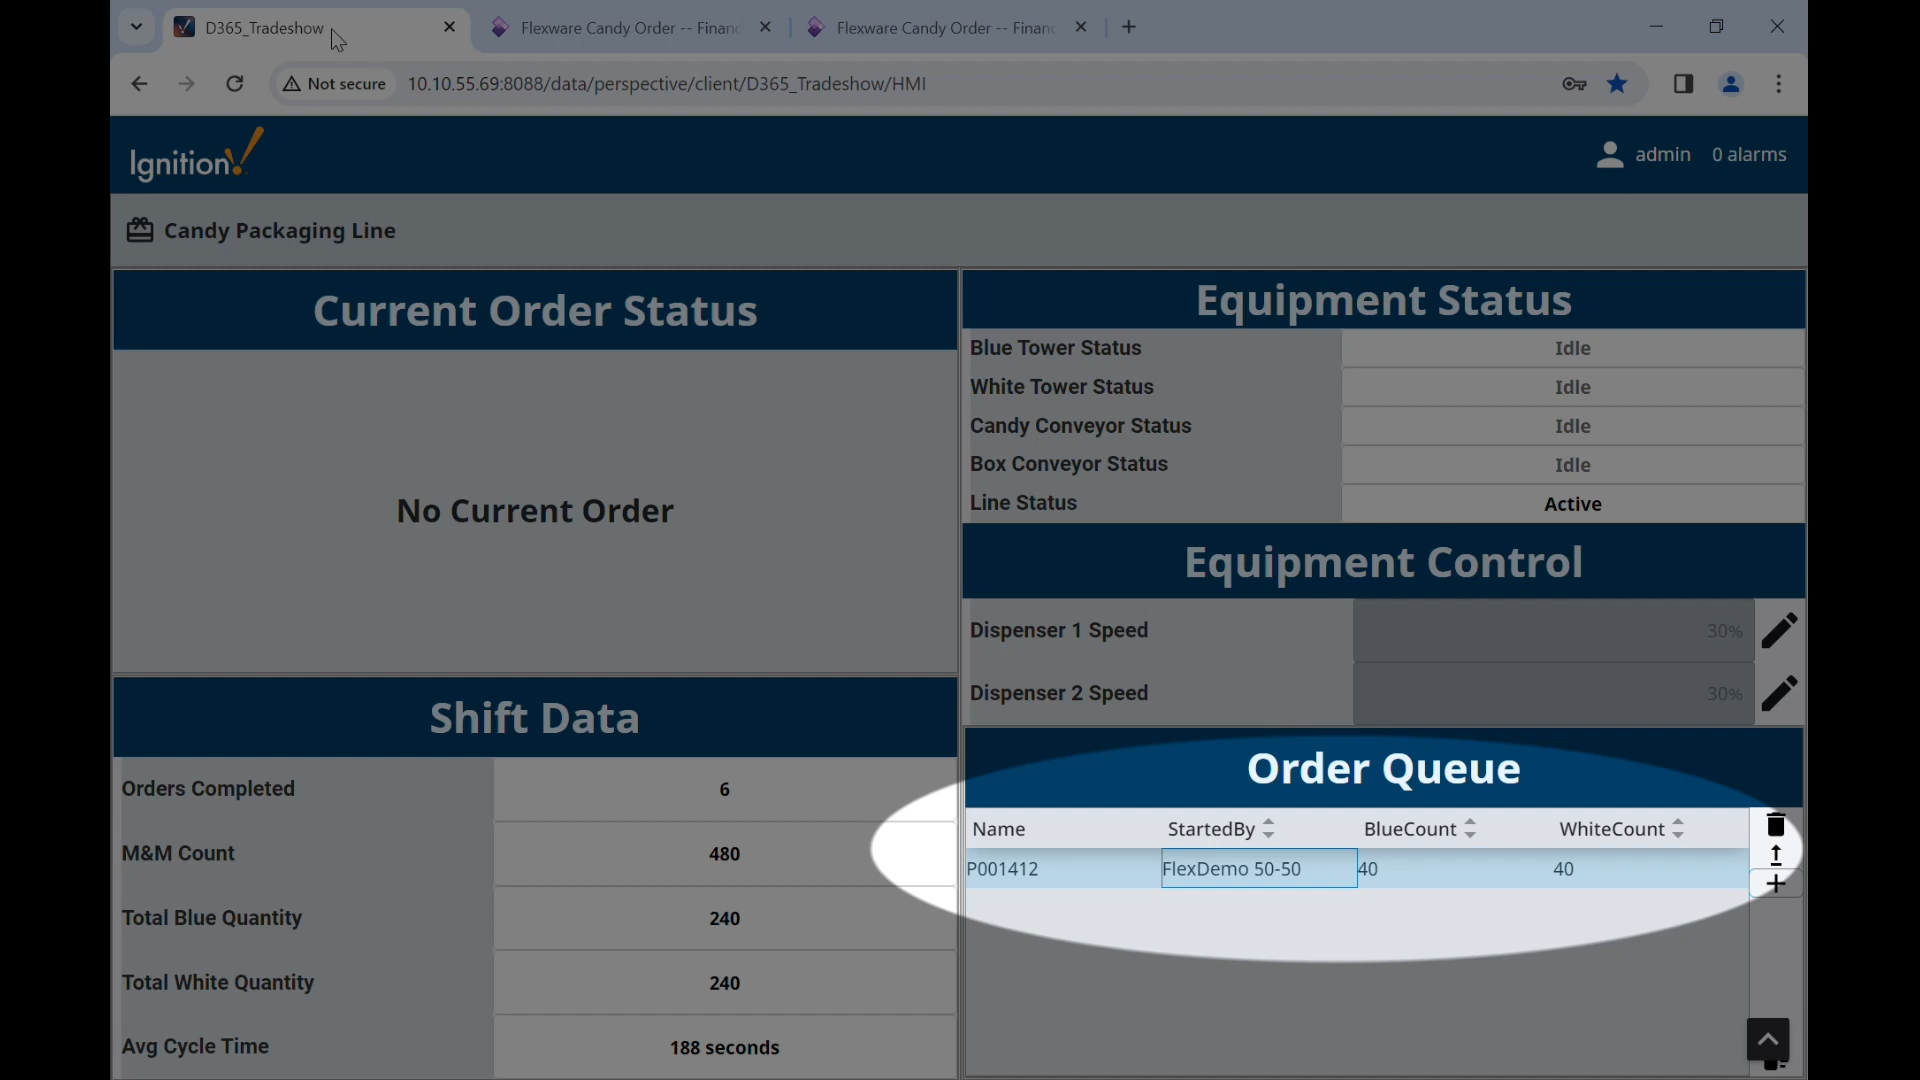 D365_Tradeshow
Flexware Candy Order -- Finan
Flexware Candy Order -- Finan
Not secure
10.10.55.69:8088/data/perspective/client/D365_Tradeshow/HMI
Ignition!
admin
0 alarms
Candy Packaging Line
Current Order Status
No Current Order
Shift Data
Orders Completed 6
M&M Count 480
Total Blue Quantity 240
Total White Quantity 240
Avg Cycle Time 188 seconds
Equipment Status
Blue Tower Status Idle
White Tower Status Idle
Candy Conveyor Status Idle
Box Conveyor Status Idle
Line Status Active
Equipment Control
Dispenser 1 Speed 30%
Dispenser 2 Speed 30%
Order Queue
Name StartedBy BlueCount WhiteCount
P001412 FlexDemo 50-50 40 40